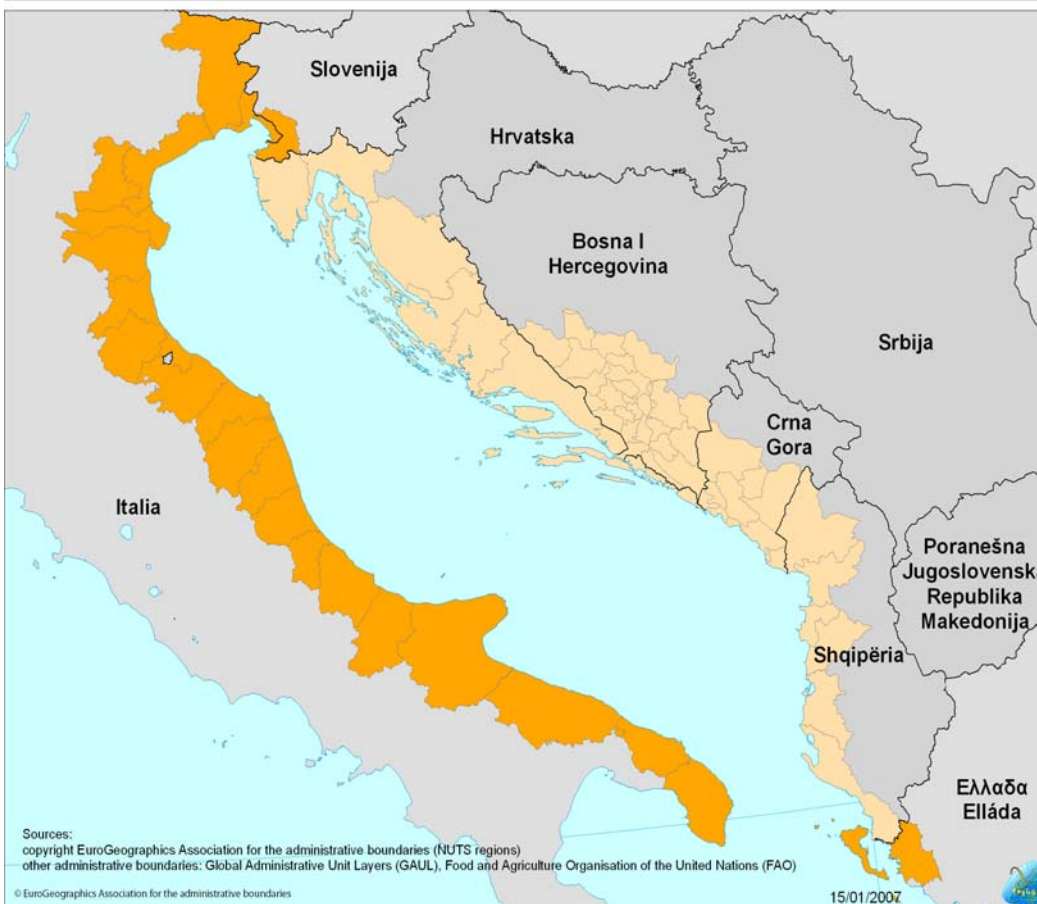 Slovenija
Hrvatska
Bosna I
Hercegovina
Srbija
Crna
Gora
Italia
Poranešna
Jugoslovenska
Republika
Makedonija
Shqipëria
Ελλαδα
Elláda
Sources:
copyright EuroGeographics Association for the administrative boundaries (NUTS regions)
other administrative boundaries: Global Administrative Unit Layers (GAUL), Food and Agriculture Organisation of the United Nations (FAO)
© EuroGeographics Association for the administrative boundaries
15/01/2007